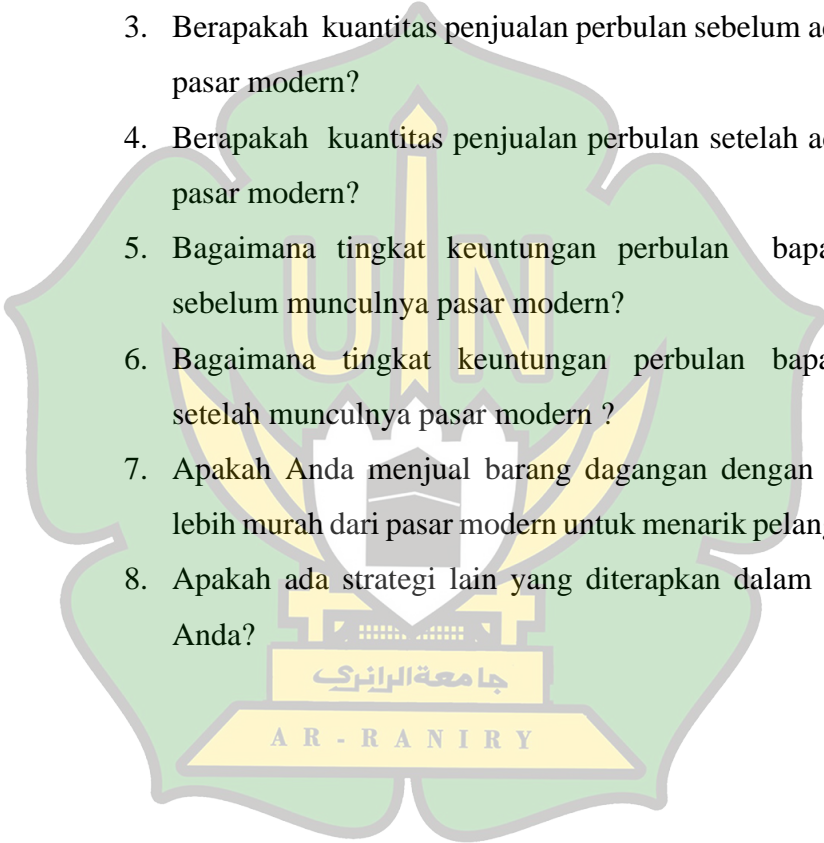 3. Berapakah kuantitas penjualan perbulan sebelum
pasar modern?
4. Berapakah kuantitas penjualan perbulan setelah
pasar modern?
5. Bagaimana tingkat keuntungan perbulan
sebelum munculnya pasar modern?
6. Bagaimana tingkat keuntungan perbulan
setelah munculnya pasar modern ?
7. Apakah Anda menjual barang dagangan dengan
lebih murah dari pasar modern untuk menarik
8. Apakah ada strategi lain yang diterapkan dalam
Anda?
UIN
جامعة الرانري
AR-RANIRY